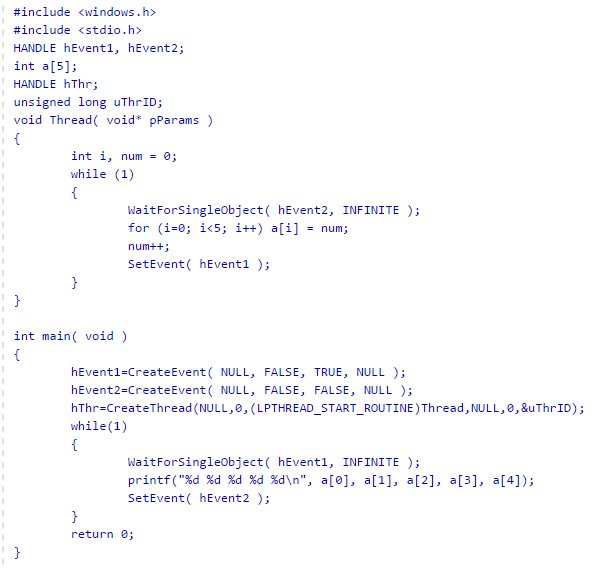 #include <windows.h>
#include <stdio.h>
HANDLE hEvent1, hEvent2;
int a[5];
HANDLE hThr;
unsigned long uThrID;
void Thread( void* pParams )
{
        int i, num = 0;
        while (1)
        {
                WaitForSingleObject( hEvent2, INFINITE );
                for (i=0; i<5; i++) a[i] = num;
                num++;
                SetEvent( hEvent1 );
        }
}

int main( void )
{
        hEvent1=CreateEvent( NULL, FALSE, TRUE, NULL );
        hEvent2=CreateEvent( NULL, FALSE, FALSE, NULL );
        hThr=CreateThread(NULL,0,(LPTHREAD_START_ROUTINE)Thread,NULL,0,&uThrID);
        while(1)
        {
                WaitForSingleObject( hEvent1, INFINITE );
                printf("%d %d %d %d %d\n", a[0], a[1], a[2], a[3], a[4]);
                SetEvent( hEvent2 );
        }
        return 0;
}